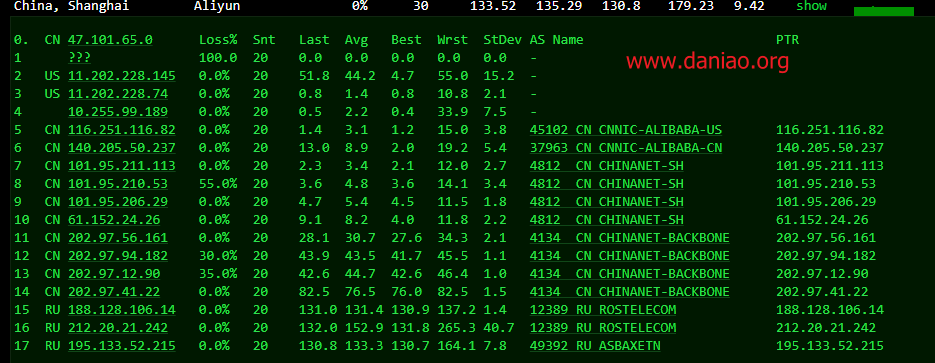 China, Shanghai Aliyun 0% 30 133.52 135.29 130.8 179.23 9.42 show
0. CN 47.101.65.0 Loss% Snt Last Avg Best Wrst StDev AS Name PTR
1 ??? 100.0 20 0.0 0.0 0.0 0.0 0.0 -
www.daniao.org
2 US 11.202.228.145 0.0% 20 51.8 44.2 4.7 55.0 15.2 -
3 US 11.202.228.74 0.0% 20 0.8 1.4 0.8 10.8 2.1 -
4 10.255.99.189 0.0% 20 0.5 2.2 0.4 33.9 7.5 -
5 CN 116.251.116.82 0.0% 20 1.4 3.1 1.2 15.0 3.8 45102 CN CNNIC-ALIBABA-US 116.251.116.82
6 CN 140.205.50.237 0.0% 20 13.0 8.9 2.0 19.2 5.4 37963 CN CNNIC-ALIBABA-CN 140.205.50.237
7 CN 101.95.211.113 0.0% 20 2.3 3.4 2.1 12.0 2.7 4812 CN CHINANET-SH 101.95.211.113
8 CN 101.95.210.53 55.0% 20 3.6 4.8 3.6 14.1 3.4 4812 CN CHINANET-SH 101.95.210.53
9 CN 101.95.206.29 0.0% 20 4.7 5.4 4.5 11.5 1.8 4812 CN CHINANET-SH 101.95.206.29
10 CN 61.152.24.26 0.0% 20 9.1 8.2 4.0 11.8 2.2 4812 CN CHINANET-SH 61.152.24.26
11 CN 202.97.56.161 0.0% 20 28.1 30.7 27.6 34.3 2.1 4134 CN CHINANET-BACKBONE 202.97.56.161
12 CN 202.97.94.182 30.0% 20 43.9 43.5 41.7 45.5 1.1 4134 CN CHINANET-BACKBONE 202.97.94.182
13 CN 202.97.12.90 35.0% 20 42.6 44.7 42.6 46.4 1.0 4134 CN CHINANET-BACKBONE 202.97.12.90
14 CN 202.97.41.22 0.0% 20 82.5 76.5 76.0 82.5 1.5 4134 CN CHINANET-BACKBONE 202.97.41.22
15 RU 188.128.106.14 0.0% 20 131.0 131.4 130.9 137.2 1.4 12389 RU ROSTELECOM 188.128.106.14
16 RU 212.20.21.242 0.0% 20 132.0 152.9 131.8 265.3 40.7 12389 RU ROSTELECOM 212.20.21.242
17 RU 195.133.52.215 0.0% 20 130.8 133.3 130.7 164.1 7.8 49392 RU ASBAXETN 195.133.52.215